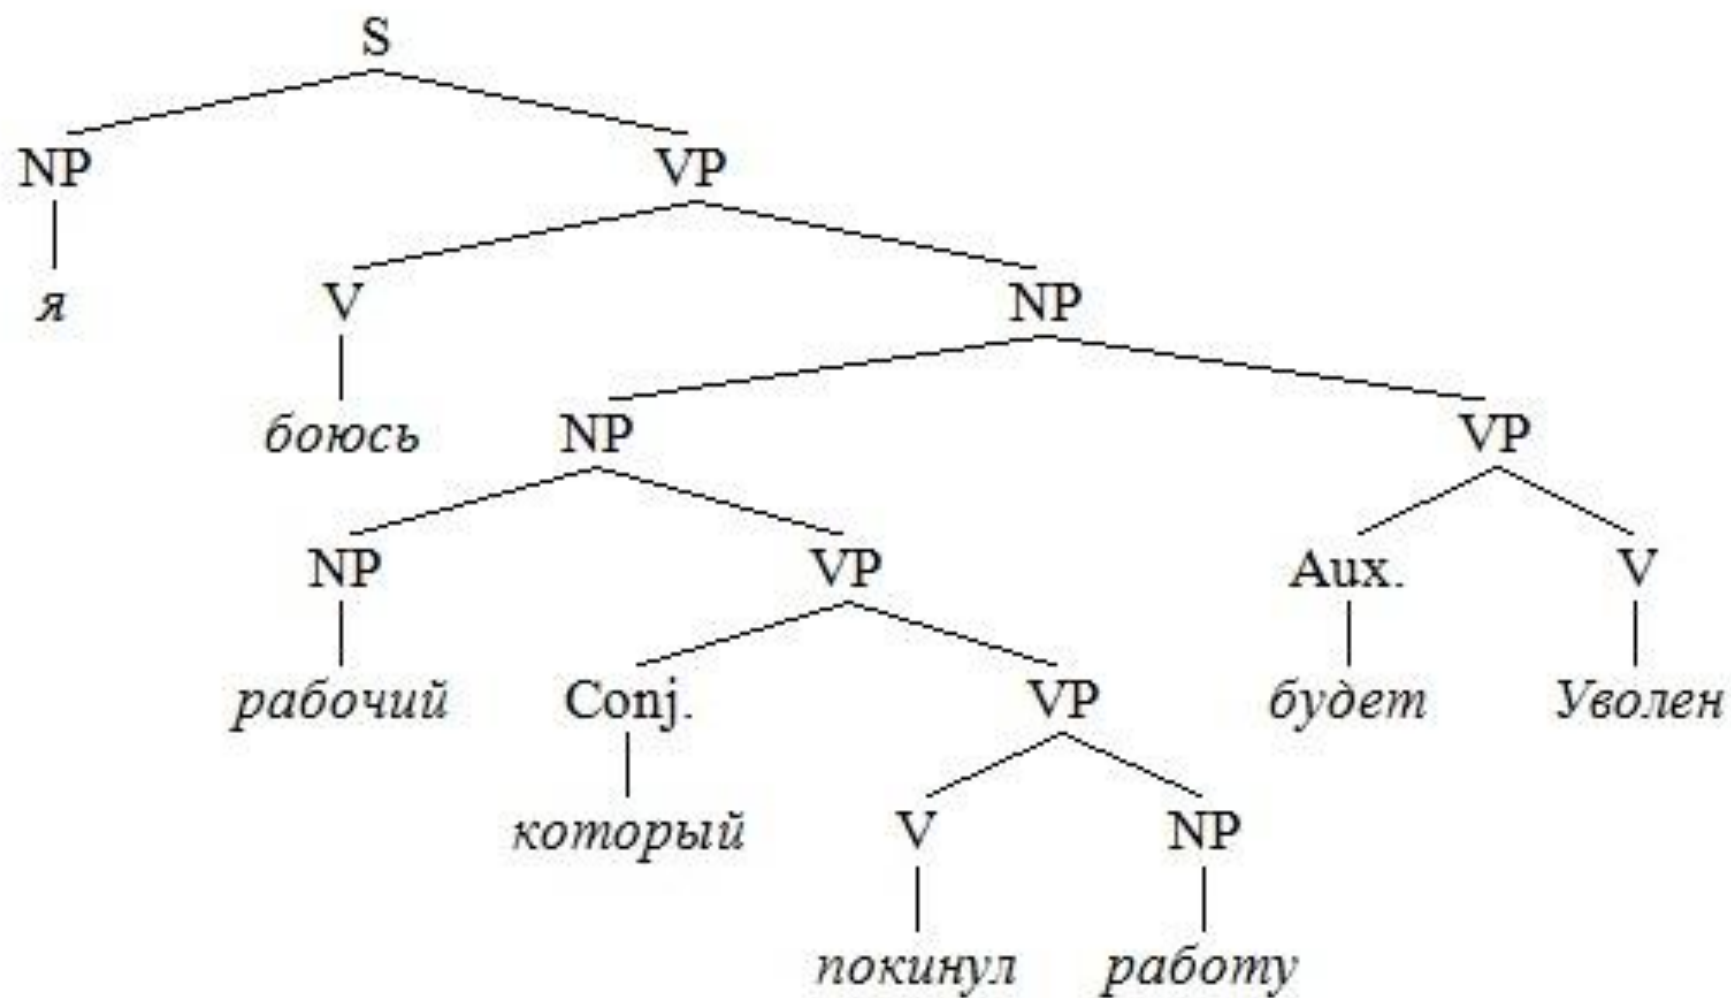 S
NP VP
я V NP
боюсь NP VP
NP VP Aux. V
рабочий Conj. VP будет Уволен
который V NP
покинул работу